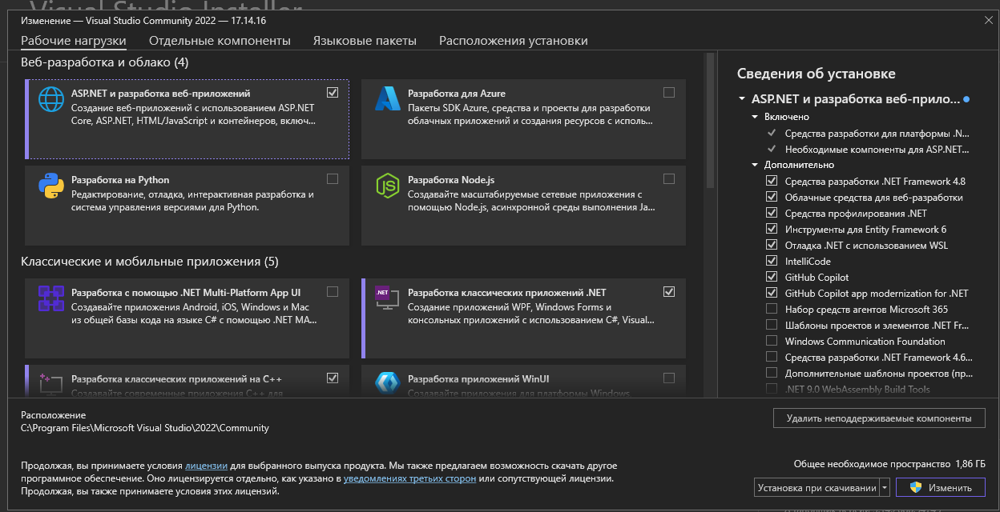 Visual Studio Installer
Изменение — Visual Studio Community 2022 — 17.14.16
Рабочие нагрузки
Отдельные компоненты
Языковые пакеты
Расположения установки
Веб-разработка и облако (4)
ASP.NET и разработка веб-приложений
Создание веб-приложений с использованием ASP.NET
Core, ASP.NET, HTML/JavaScript и контейнеров, включ...
Разработка для Azure
Пакеты SDK Azure, средства и проекты для разработки
облачных приложений и создания ресурсов с исполь...
Разработка на Python
Редактирование, отладка, интерактивная разработка и
система управления версиями для Python.
JS
Разработка Node.js
Создавайте масштабируемые сетевые приложения с
помощью Node.js, асинхронной среды выполнения Ja...
Классические и мобильные приложения (5)
Разработка с помощью .NET Multi-Platform App UI
Создавайте приложения Android, iOS, Windows и Mac
из общей базы кода на языке C# с помощью .NET MA...
.NET
Разработка классических приложений .NET
Создание приложений WPF, Windows Forms и
консольных приложений с использованием C#, Visual...
Разработка классических приложений на C++
Создавайте современные приложения C++ для
Разработка приложений WinUI
Создавайте приложения для платформы Windows
Сведения об установке
ASP.NET и разработка веб-прило...
Включено
Средства разработки для платформы .N...
Необходимые компоненты для ASP.NET...
Дополнительно
Средства разработки .NET Framework 4.8
Облачные средства для веб-разработки
Средства профилирования .NET
Инструменты для Entity Framework 6
Отладка .NET с использованием WSL
IntelliCode
GitHub Copilot
GitHub Copilot app modernization for .NET
Набор средств агентов Microsoft 365
Шаблоны проектов и элементов .NET Fr...
Windows Communication Foundation
Средства разработки .NET Framework 4.6...
Дополнительные шаблоны проектов (пр...
.NET 9.0 WebAssembly Build Tools
Расположение
C:\Program Files\Microsoft Visual Studio\2022\Community
Удалить неподдерживаемые компоненты
Продолжая, вы принимаете условия лицензии для выбранного выпуска продукта. Мы также предлагаем возможность скачать другое
программное обеспечение. Оно лицензируется отдельно, как указано в уведомлениях третьих сторон или сопутствующей лицензии.
Продолжая, вы также принимаете условия этих лицензий.
Общее необходимое пространство 1,86 ГБ
Установка при скачивании
Изменить